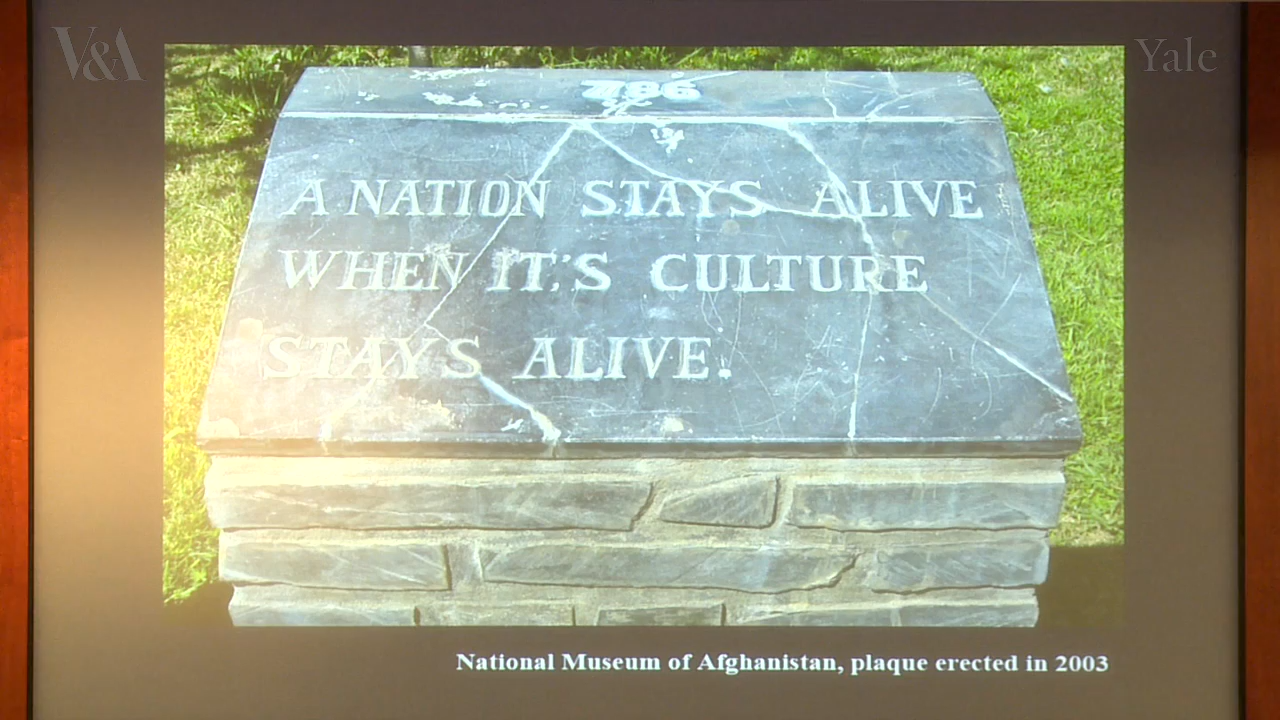 V&A
Yale
786
A NATION STAYS ALIVE
WHEN IT'S CULTURE
STAYS ALIVE.
National Museum of Afghanistan, plaque erected in 2003